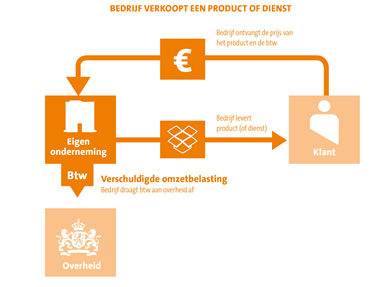 BEDRIJF VERKOOPT EEN PRODUCT OF DIENST
Bedrijf ontvangt de prijs van
het product en de btw
€
Bedrijf levert
product (of dienst)
Eigen
onderneming
Klant
Btw
Verschuldigde omzetbelasting
Bedrijf draagt btw aan overheid af
Overheid